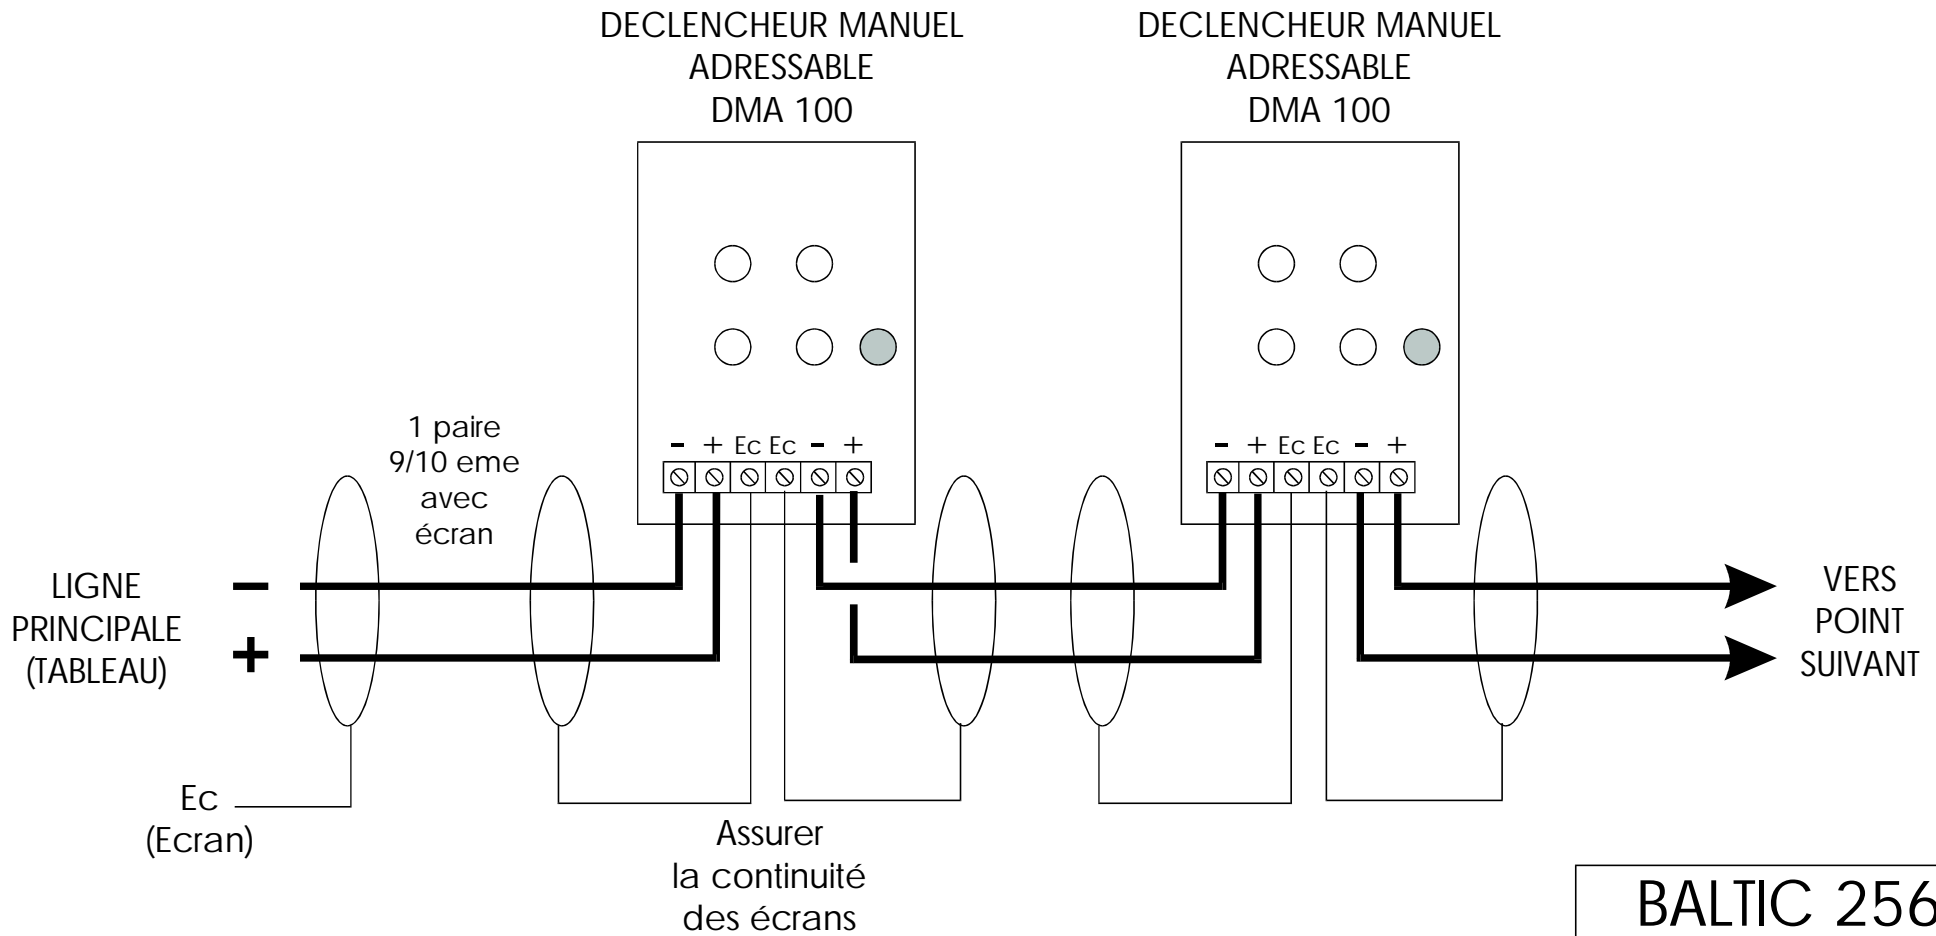 DECLENCHEUR MANUEL
ADRESSABLE
DMA 100
DECLENCHEUR MANUEL
ADRESSABLE
DMA 100
1 paire
9/10 eme
avec
écran
- + Ec Ec - +
- + Ec Ec - +
LIGNE
PRINCIPALE
(TABLEAU)
-
+
VERS
POINT
SUIVANT
Ec
(Ecran)
Assurer
la continuité
des écrans
BALTIC 256